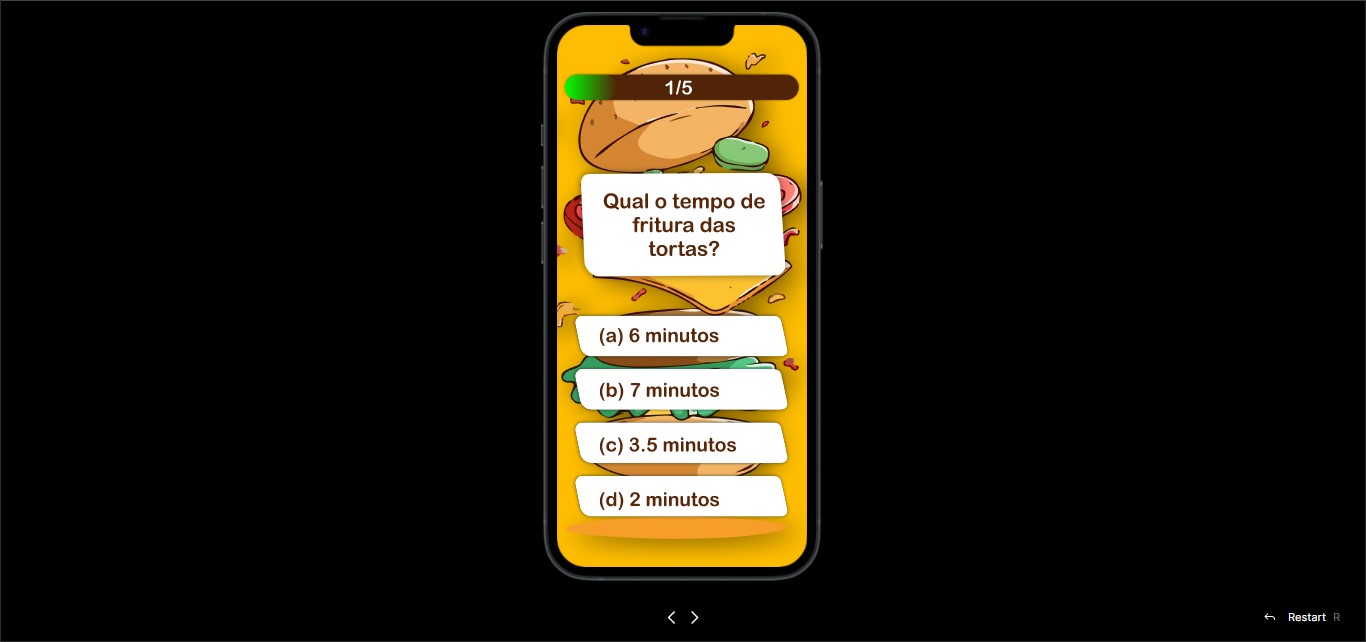 1/5
Qual o tempo de
fritura das
tortas?
(a) 6 minutos
(b) 7 minutos
(c) 3.5 minutos
(d) 2 minutos
Restart R